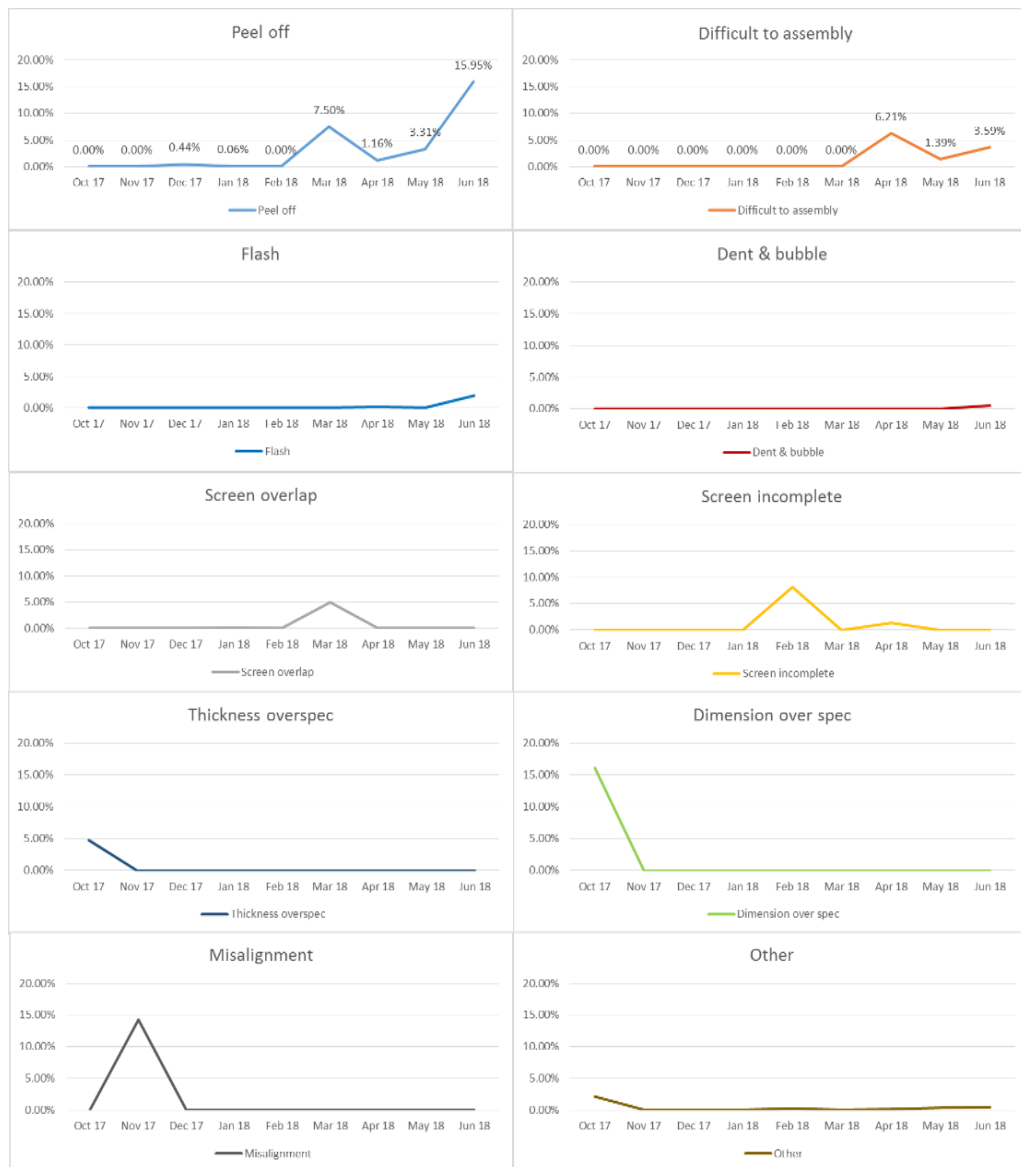 Peel off
20.00%
15.95%
15.00%
10.00%
7.50%
5.00%
0.00% 0.00% 0.44% 0.06% 0.00% 1.16% 3.31%
0.00%
Oct 17 Nov 17 Dec 17 Jan 18 Feb 18 Mar 18 Apr 18 May 18 Jun 18
Peel off
Difficult to assembly
20.00%
15.00%
10.00%
6.21%
5.00%
0.00% 0.00% 0.00% 0.00% 0.00% 0.00% 1.39% 3.59%
0.00%
Oct 17 Nov 17 Dec 17 Jan 18 Feb 18 Mar 18 Apr 18 May 18 Jun 18
Difficult to assembly
Flash
20.00%
15.00%
10.00%
5.00%
0.00%
Oct 17 Nov 17 Dec 17 Jan 18 Feb 18 Mar 18 Apr 18 May 18 Jun 18
Flash
Dent & bubble
20.00%
15.00%
10.00%
5.00%
0.00%
Oct 17 Nov 17 Dec 17 Jan 18 Feb 18 Mar 18 Apr 18 May 18 Jun 18
Dent & bubble
Screen overlap
20.00%
15.00%
10.00%
5.00%
0.00%
Oct 17 Nov 17 Dec 17 Jan 18 Feb 18 Mar 18 Apr 18 May 18 Jun 18
Screen overlap
Screen incomplete
20.00%
15.00%
10.00%
5.00%
0.00%
Oct 17 Nov 17 Dec 17 Jan 18 Feb 18 Mar 18 Apr 18 May 18 Jun 18
Screen incomplete
Thickness overspec
20.00%
15.00%
10.00%
5.00%
0.00%
Oct 17 Nov 17 Dec 17 Jan 18 Feb 18 Mar 18 Apr 18 May 18 Jun 18
Thickness overspec
Dimension over spec
20.00%
15.00%
10.00%
5.00%
0.00%
Oct 17 Nov 17 Dec 17 Jan 18 Feb 18 Mar 18 Apr 18 May 18 Jun 18
Dimension over spec
Misalignment
20.00%
15.00%
10.00%
5.00%
0.00%
Oct 17 Nov 17 Dec 17 Jan 18 Feb 18 Mar 18 Apr 18 May 18 Jun 18
Misalignment
Other
20.00%
15.00%
10.00%
5.00%
0.00%
Oct 17 Nov 17 Dec 17 Jan 18 Feb 18 Mar 18 Apr 18 May 18 Jun 18
Other